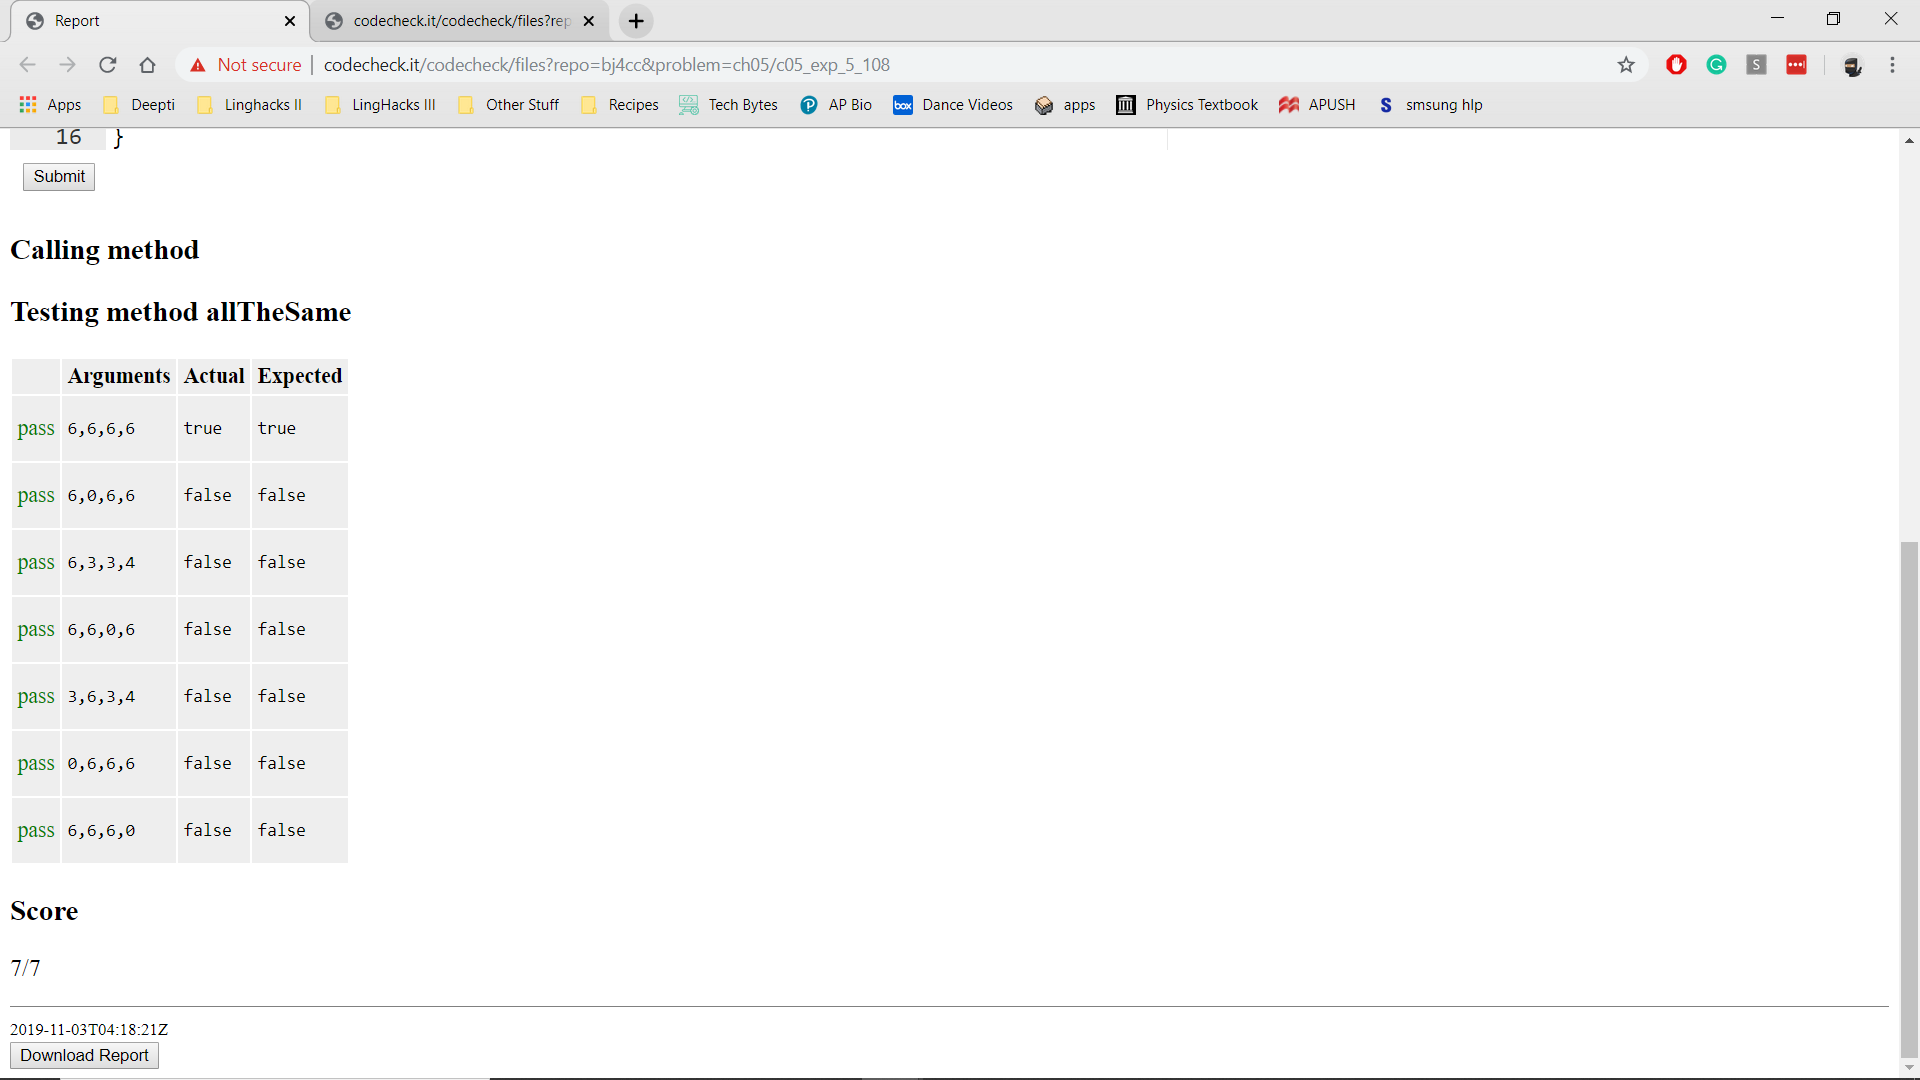 Report
codecheck.it/codecheck/files?rep
Not secure codecheck.it/codecheck/files?repo=bj4cc&problem=ch05/c05_exp_5_108
Apps Deepti Linghacks II LingHacks III Other Stuff Recipes Tech Bytes AP Bio box Dance Videos apps Physics Textbook APUSH S smsung hlp
16 }
Submit
Calling method
Testing method allTheSame
Arguments Actual Expected
pass 6,6,6,6 true true
pass 6,0,6,6 false false
pass 6,3,3,4 false false
pass 6,6,0,6 false false
pass 3,6,3,4 false false
pass 0,6,6,6 false false
pass 6,6,6,0 false false
Score
7/7
2019-11-03T04:18:21Z
Download Report